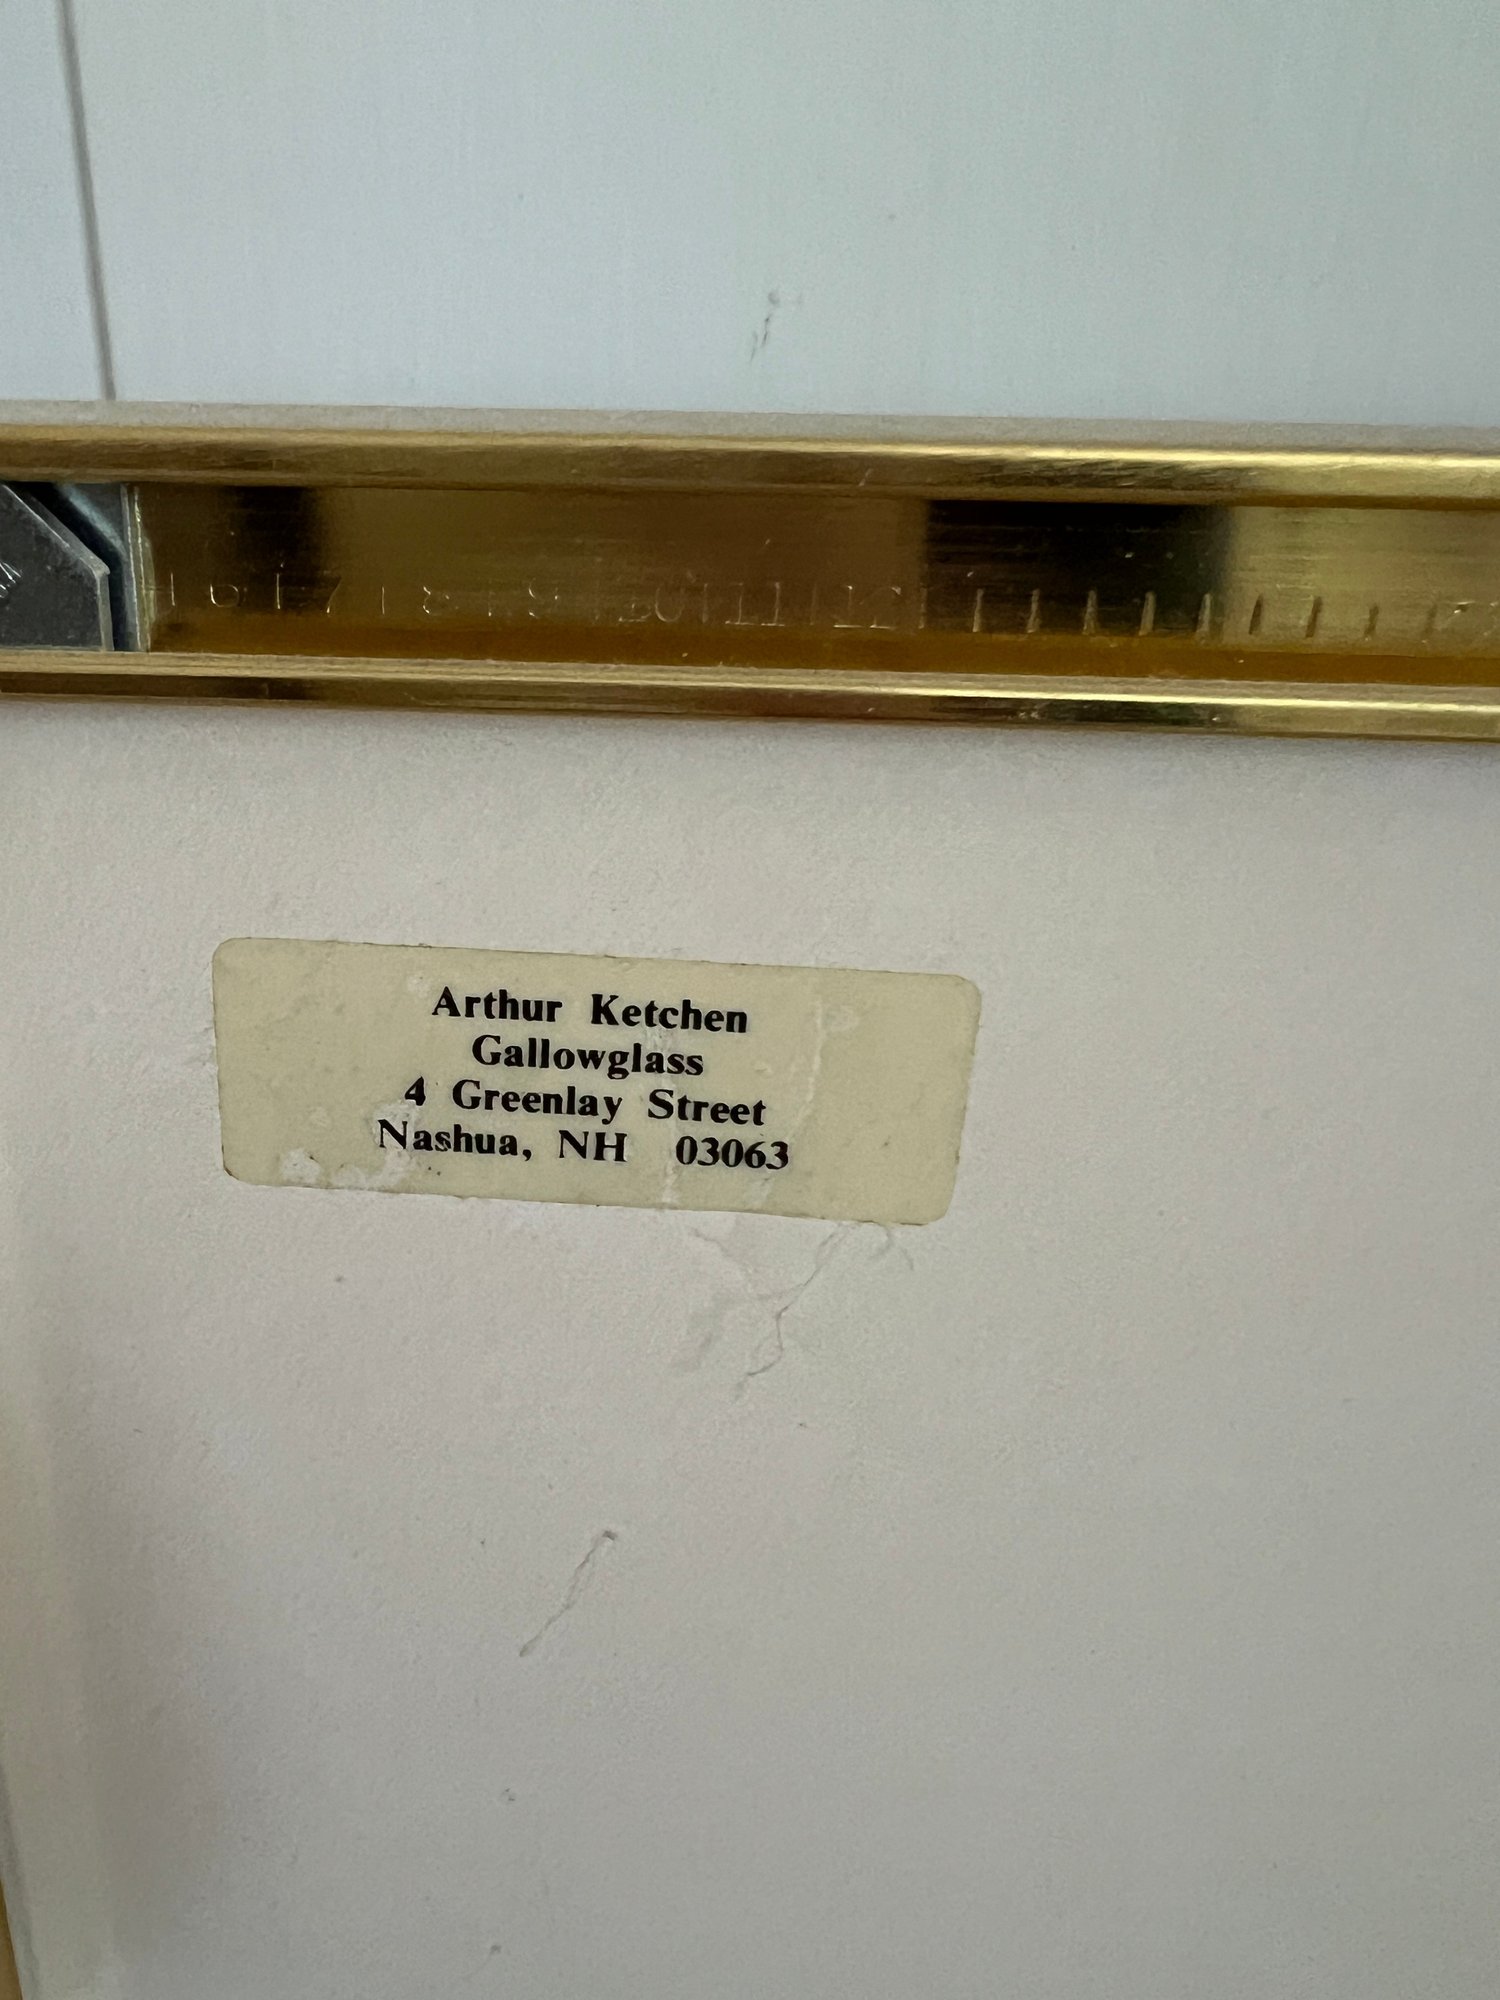 Arthur Ketchen
Gallowglass
4 Greenlay Street
Nashua, NH 03063